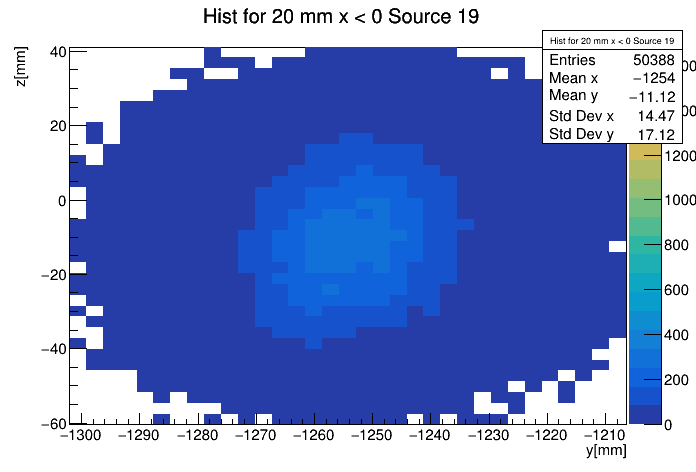 Hist for 20 mm x < 0 Source 19
Hist for 20 mm x < 0 Source 19
Entries 50388
Mean x −1254
Mean y −11.12
Std Dev x 14.47
Std Dev y 17.12
z[mm]
40
20
0
−20
−40
−60
−1300 −1290 −1280 −1270 −1260 −1250 −1240 −1230 −1220 −1210
y[mm]
1200
1000
800
600
400
200
0